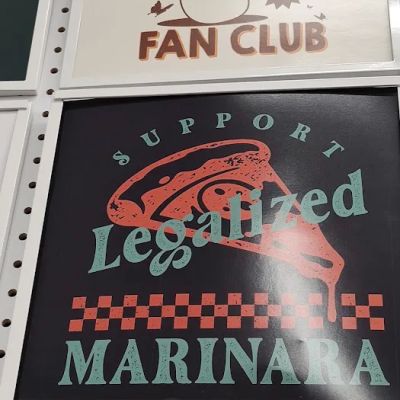 FAN CLUB
SUPPORT
Legalized
MARINARA